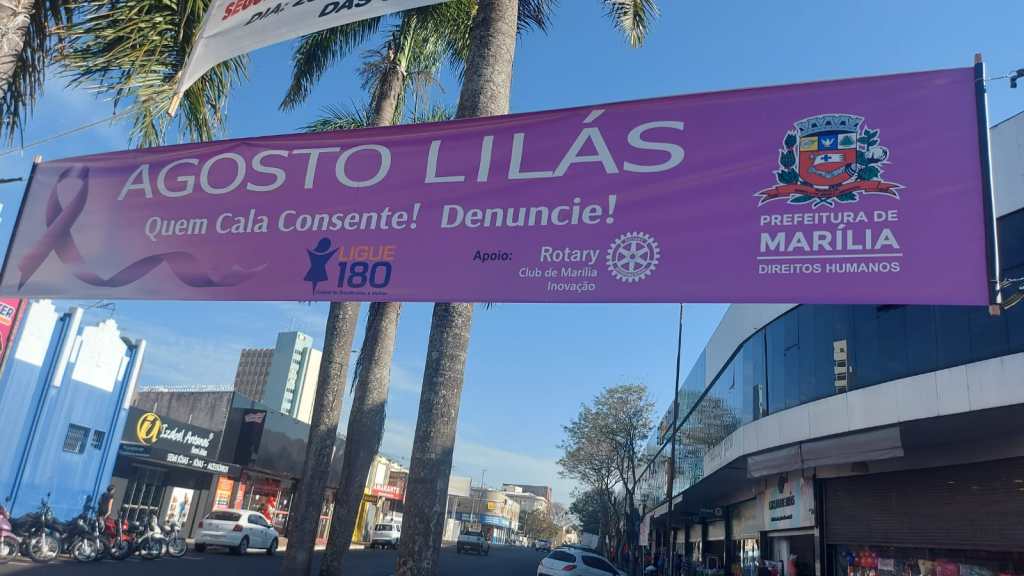 DAS
AGOSTO LILÁS
Quem Cala Consente! Denuncie!
LIGUE
180
Apoio:
Rotary
Club de Marília
Inovação
PREFEITURA DE
MARÍLIA
DIREITOS HUMANOS